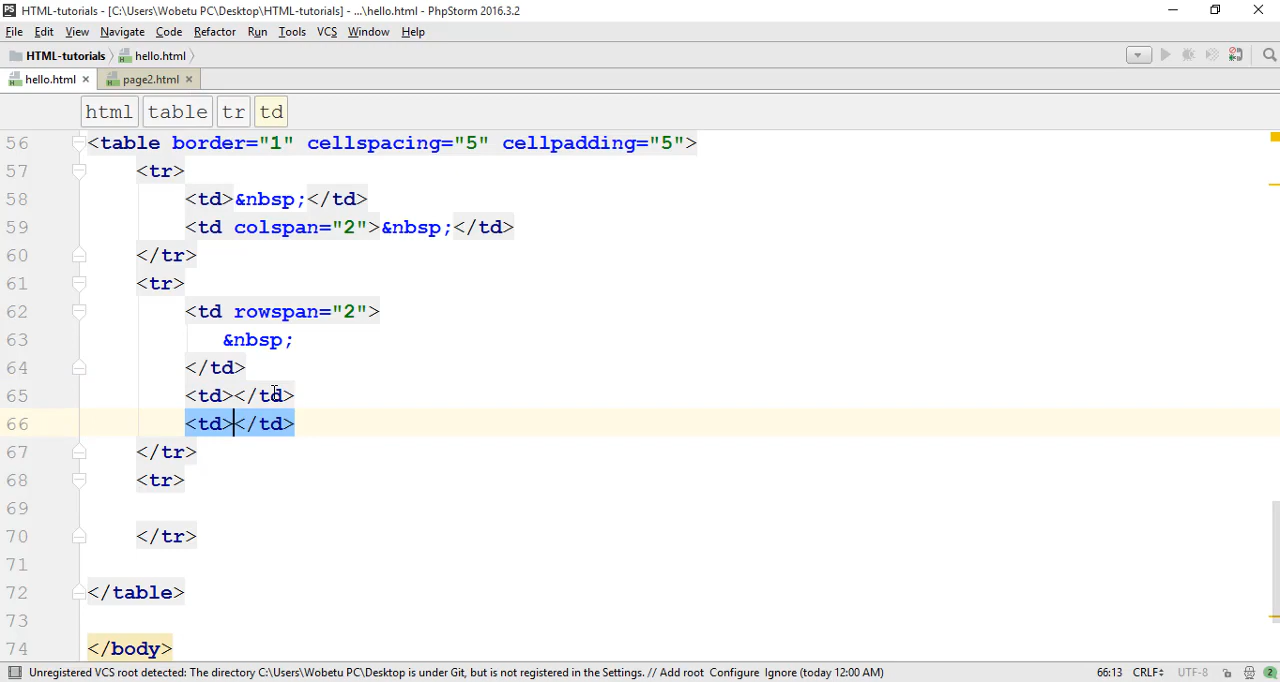 PS HTML-tutorials - [C:\Users\Wobetu PC\Desktop\HTML-tutorials] - ...\hello.html - PhpStorm 2016.3.2
File Edit View Navigate Code Refactor Run Tools VCS Window Help
HTML-tutorials hello.html
hello.html page2.html
html table tr td
56 <table border="1" cellspacing="5" cellpadding="5">
57 <tr>
58 <td>&nbsp;</td>
59 <td colspan="2">&nbsp;</td>
60 </tr>
61 <tr>
62 <td rowspan="2">
63 &nbsp;
64 </td>
65 <td></td>
66 <td></td>
67 </tr>
68 <tr>
69
70 </tr>
71
72 </table>
73
74 </body>
Unregistered VCS root detected: The directory C:\Users\Wobetu PC\Desktop is under Git, but is not registered in the Settings. // Add root Configure Ignore (today 12:00 AM) 66:13 CRLF UTF-8 2